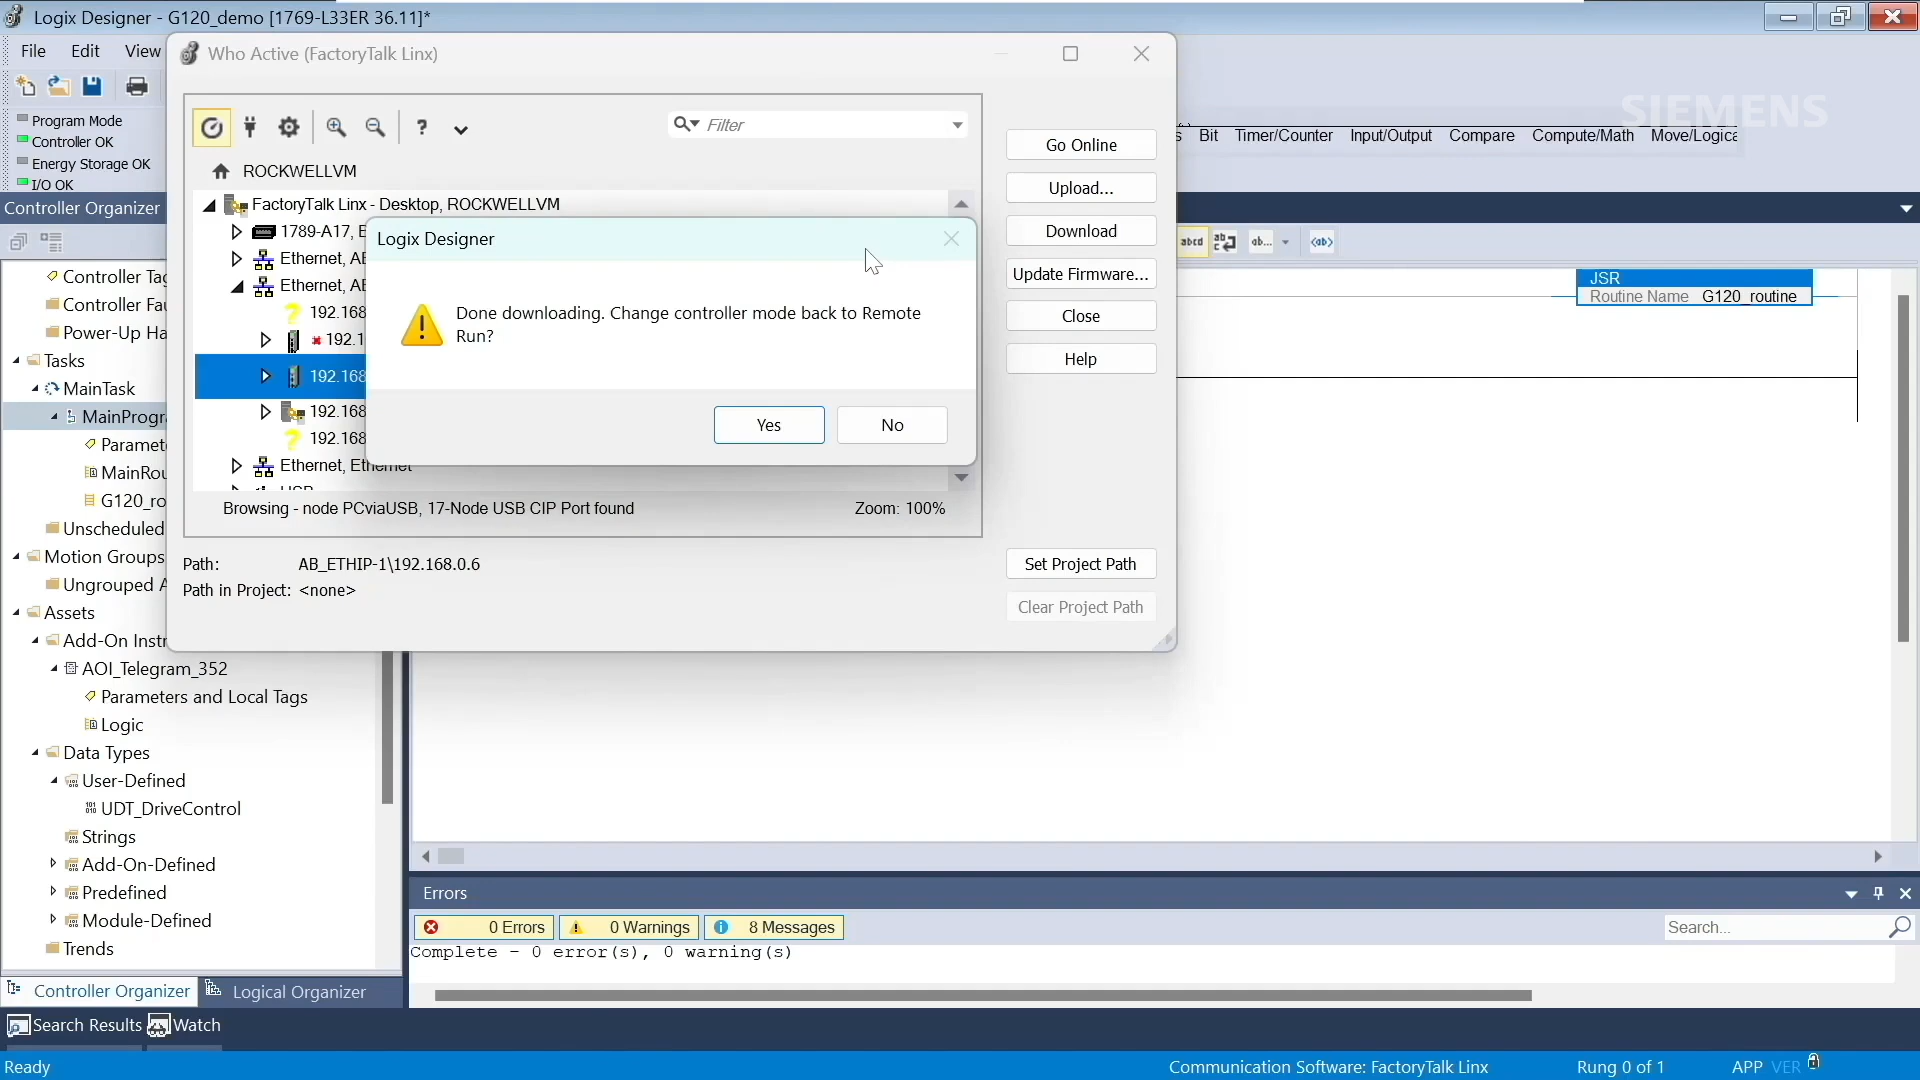 Logix Designer - G120_demo [1769-L33ER 36.11]*
File Edit View
Who Active (FactoryTalk Linx)
SIEMENS
Program Mode
Controller OK
Energy Storage OK
I/O OK
Filter
Go Online
Bit Timer/Counter Input/Output Compare Compute/Math Move/Logica
ROCKWELLVM
Upload...
Controller Organizer
FactoryTalk Linx - Desktop, ROCKWELLVM
1789-A17, E
Download
Logix Designer
Ethernet, AB
Update Firmware...
Controller Tag
Ethernet, AB
JSR
Routine Name G120_routine
Controller Fau
192.168
Done downloading. Change controller mode back to Remote
Run?
Close
Power-Up Ha
192.1
Help
Tasks
192.168
MainTask
MainProgra
192.168
Yes No
Paramet
192.168
MainRou
Ethernet, Ethernet
USB
G120_ro
Browsing - node PCviaUSB, 17-Node USB CIP Port found Zoom: 100%
Unscheduled
Motion Groups
Path: AB_ETHIP-1\192.168.0.6
Set Project Path
Ungrouped A
Path in Project: <none>
Clear Project Path
Assets
Add-On Instr
AOI_Telegram_352
Parameters and Local Tags
Logic
Data Types
User-Defined
UDT_DriveControl
Strings
Add-On-Defined
Predefined
Module-Defined
Trends
Errors
0 Errors 0 Warnings 8 Messages
Search...
Complete - 0 error(s), 0 warning(s)
Controller Organizer Logical Organizer
Search Results Watch
Ready
Communication Software: FactoryTalk Linx Rung 0 of 1 APP VER